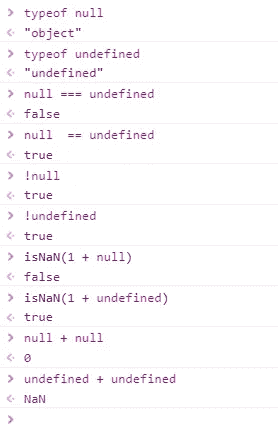 > typeof null
<· "object"
> typeof undefined
<· "undefined"
> null === undefined
<· false
> null  == undefined
<· true
> !null
<· true
> !undefined
<· true
> isNaN(1 + null)
<· false
> isNaN(1 + undefined)
<· true
> null + null
<· 0
> undefined + undefined
<· NaN
>